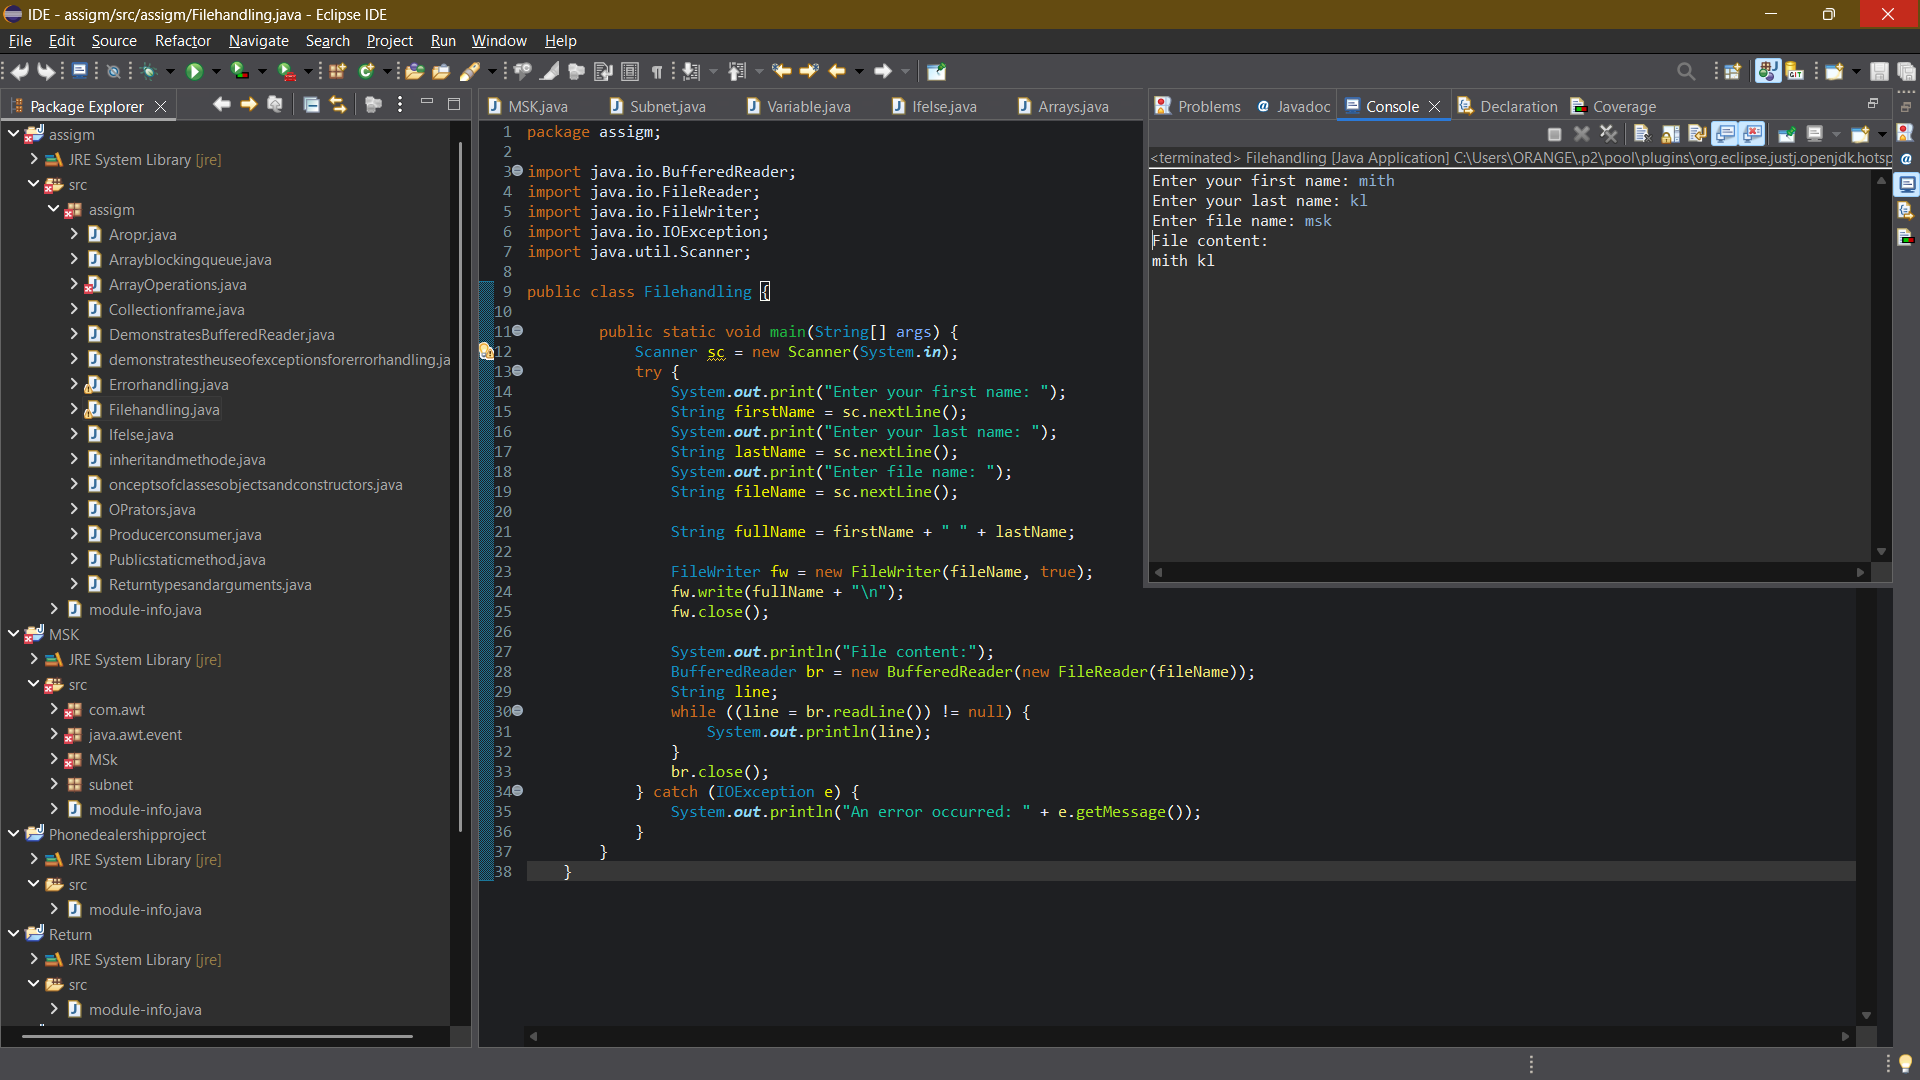 IDE - assigm/src/assigm/Filehandling.java - Eclipse IDE
File Edit Source Refactor Navigate Search Project Run Window Help
Package Explorer
assigm
JRE System Library [jre]
src
assigm
Aropr.java
Arrayblockingqueue.java
ArrayOperations.java
Collectionframe.java
DemonstratesBufferedReader.java
demonstratestheuseofexceptionsforerrorhandling.ja
Errorhandling.java
Filehandling.java
Ifelse.java
inheritandmethode.java
onceptsofclassesobjectsandconstructors.java
OPrators.java
Producerconsumer.java
Publicstaticmethod.java
Returntypesandarguments.java
module-info.java
MSK
JRE System Library [jre]
src
com.awt
java.awt.event
MSk
subnet
module-info.java
Phonedealershipproject
JRE System Library [jre]
src
module-info.java
Return
JRE System Library [jre]
src
module-info.java
MSK.java Subnet.java Variable.java Ifelse.java Arrays.java
1 package assigm;
2
3 import java.io.BufferedReader;
4 import java.io.FileReader;
5 import java.io.FileWriter;
6 import java.io.IOException;
7 import java.util.Scanner;
8
9 public class Filehandling {
10
11 public static void main(String[] args) {
12 Scanner sc = new Scanner(System.in);
13 try {
14 System.out.print("Enter your first name: ");
15 String firstName = sc.nextLine();
16 System.out.print("Enter your last name: ");
17 String lastName = sc.nextLine();
18 System.out.print("Enter file name: ");
19 String fileName = sc.nextLine();
20
21 String fullName = firstName + " " + lastName;
22
23 FileWriter fw = new FileWriter(fileName, true);
24 fw.write(fullName + "\n");
25 fw.close();
26
27 System.out.println("File content:");
28 BufferedReader br = new BufferedReader(new FileReader(fileName));
29 String line;
30 while ((line = br.readLine()) != null) {
31 System.out.println(line);
32 }
33 br.close();
34 } catch (IOException e) {
35 System.out.println("An error occurred: " + e.getMessage());
36 }
37 }
38 }
Problems Javadoc Console Declaration Coverage
<terminated> Filehandling [Java Application] C:\Users\ORANGE\.p2\pool\plugins\org.eclipse.justj.openjdk.hotsp
Enter your first name: mith
Enter your last name: kl
Enter file name: msk
File content:
mith kl